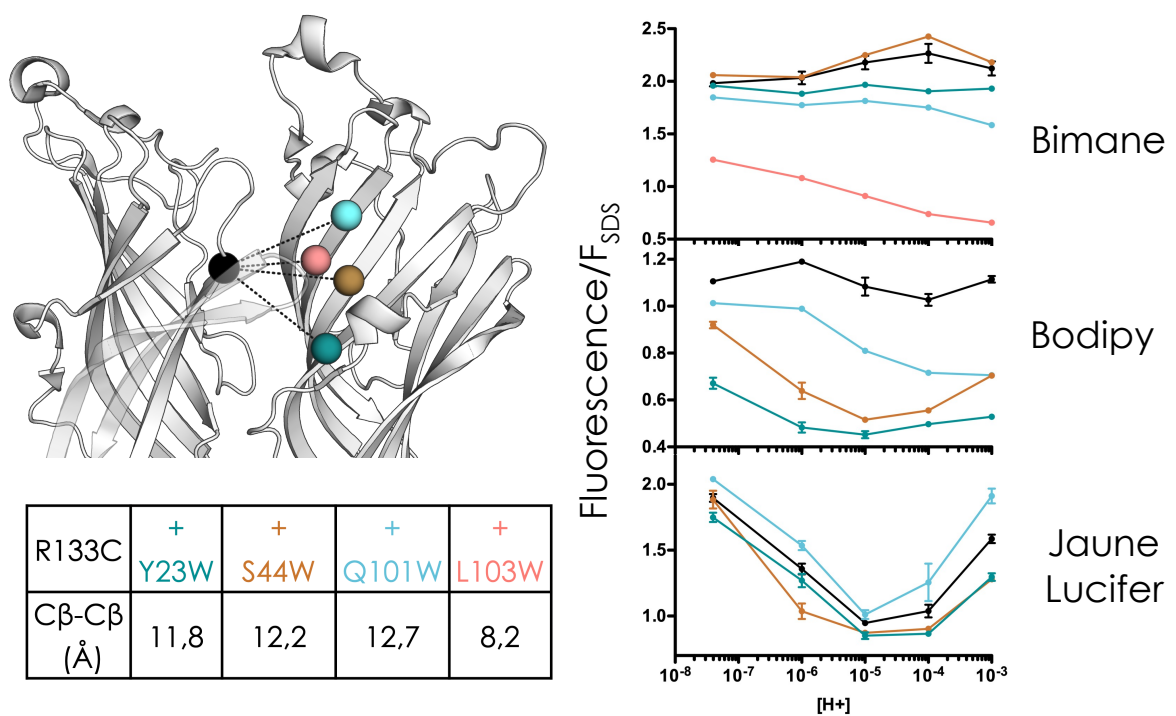 2.5
2.0
1.5
1.0
0.5
Bimane
1.2
1.0
0.8
0.6
0.4
Bodipy
2.0
1.5
1.0
Jaune
Lucifer
Fluorescence/F_SDS
10^-8 10^-7 10^-6 10^-5 10^-4 10^-3
[H+]
R133C
+
Y23W
+
S44W
+
Q101W
+
L103W
Cβ-Cβ
(Å)
11,8
12,2
12,7
8,2